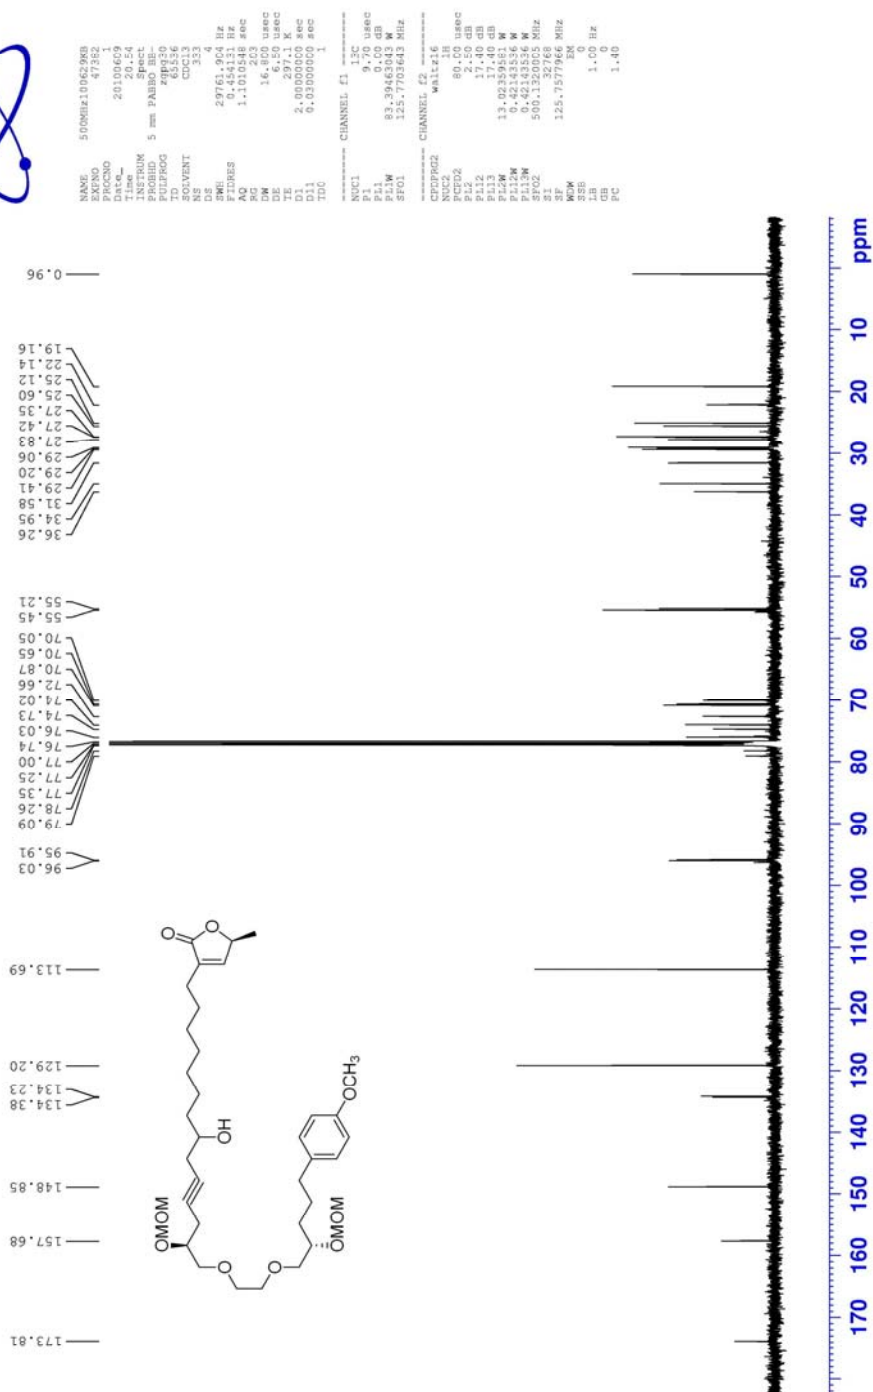 NAME 500MHz100629KB
EXPNO 47382
PROCNO 1
Date_ 20100609
Time 20.54
INSTRUM Spect
PROBHD 5 mm PABBO BB-
PULPROG zgpg30
TD 65536
SOLVENT CDCl3
NS 333
DS 4
SWH 29761.904 Hz
FIDRES 0.454131 Hz
AQ 1.1010548 sec
RG 203
DW 16.800 usec
DE 6.50 usec
TE 297.1 K
D1 2.00000000 sec
D11 0.03000000 sec
TD0 1
======== CHANNEL f1 ========
NUC1 13C
P1 9.70 usec
PL1 0.00 dB
PL1W 83.39463043 W
SFO1 125.7703643 MHz
======== CHANNEL f2 ========
CPDPRG2 waltz16
NUC2 1H
PCPD2 80.00 usec
PL2 2.50 dB
PL12 17.40 dB
PL13 17.40 dB
PL2W 13.02359581 W
PL12W 0.42143536 W
PL13W 0.42143536 W
SFO2 500.1320005 MHz
SI 32768
SF 125.7577966 MHz
WDW EM
SSB 0
LB 1.00 Hz
GB 0
PC 1.40
173.81
157.68
148.85
134.38
134.23
129.20
113.69
96.03
95.91
79.09
78.26
77.35
77.25
77.00
76.74
76.03
74.73
74.02
72.66
70.87
70.65
70.05
55.45
55.21
36.26
34.95
31.58
29.41
29.20
29.06
27.83
27.42
27.35
25.60
25.12
22.14
19.16
0.96
OMOM
O
O
OMOM
OH
OCH3
O
O
170 160 150 140 130 120 110 100 90 80 70 60 50 40 30 20 10 ppm